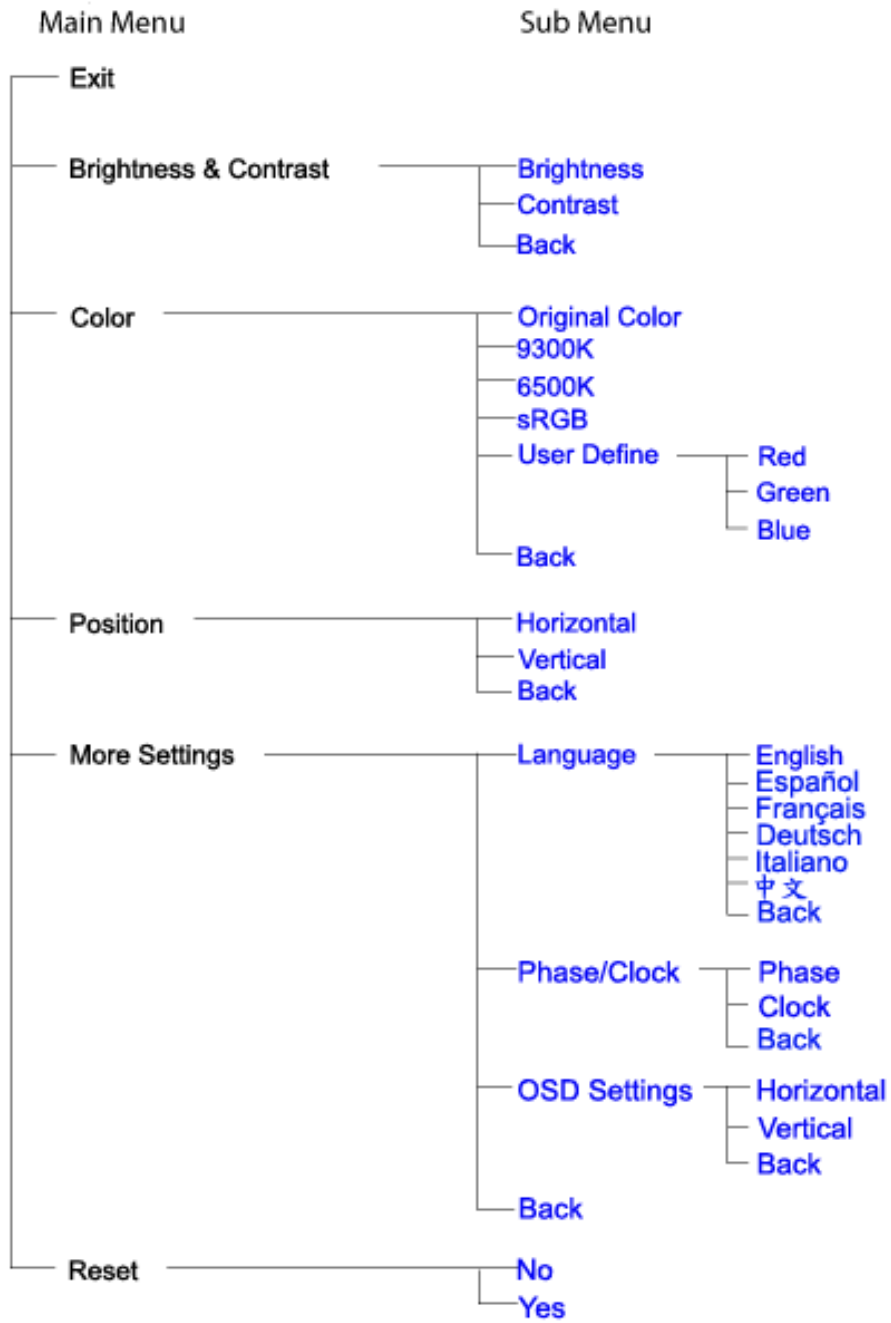 Main Menu Sub Menu
Exit
Brightness & Contrast Brightness
Contrast
Back
Color Original Color
9300K
6500K
sRGB
User Define Red
Green
Blue
Back
Position Horizontal
Vertical
Back
More Settings Language English
Español
Français
Deutsch
Italiano
中文
Back
Phase/Clock Phase
Clock
Back
OSD Settings Horizontal
Vertical
Back
Back
Reset No
Yes